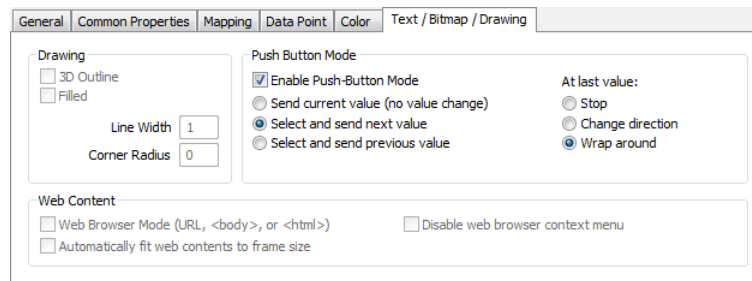 General Common Properties Mapping Data Point Color Text / Bitmap / Drawing
Drawing
3D Outline
Filled
Line Width 1
Corner Radius 0
Push Button Mode
Enable Push-Button Mode
Send current value (no value change)
Select and send next value
Select and send previous value
At last value:
Stop
Change direction
Wrap around
Web Content
Web Browser Mode (URL, <body>, or <html>) Disable web browser context menu
Automatically fit web contents to frame size